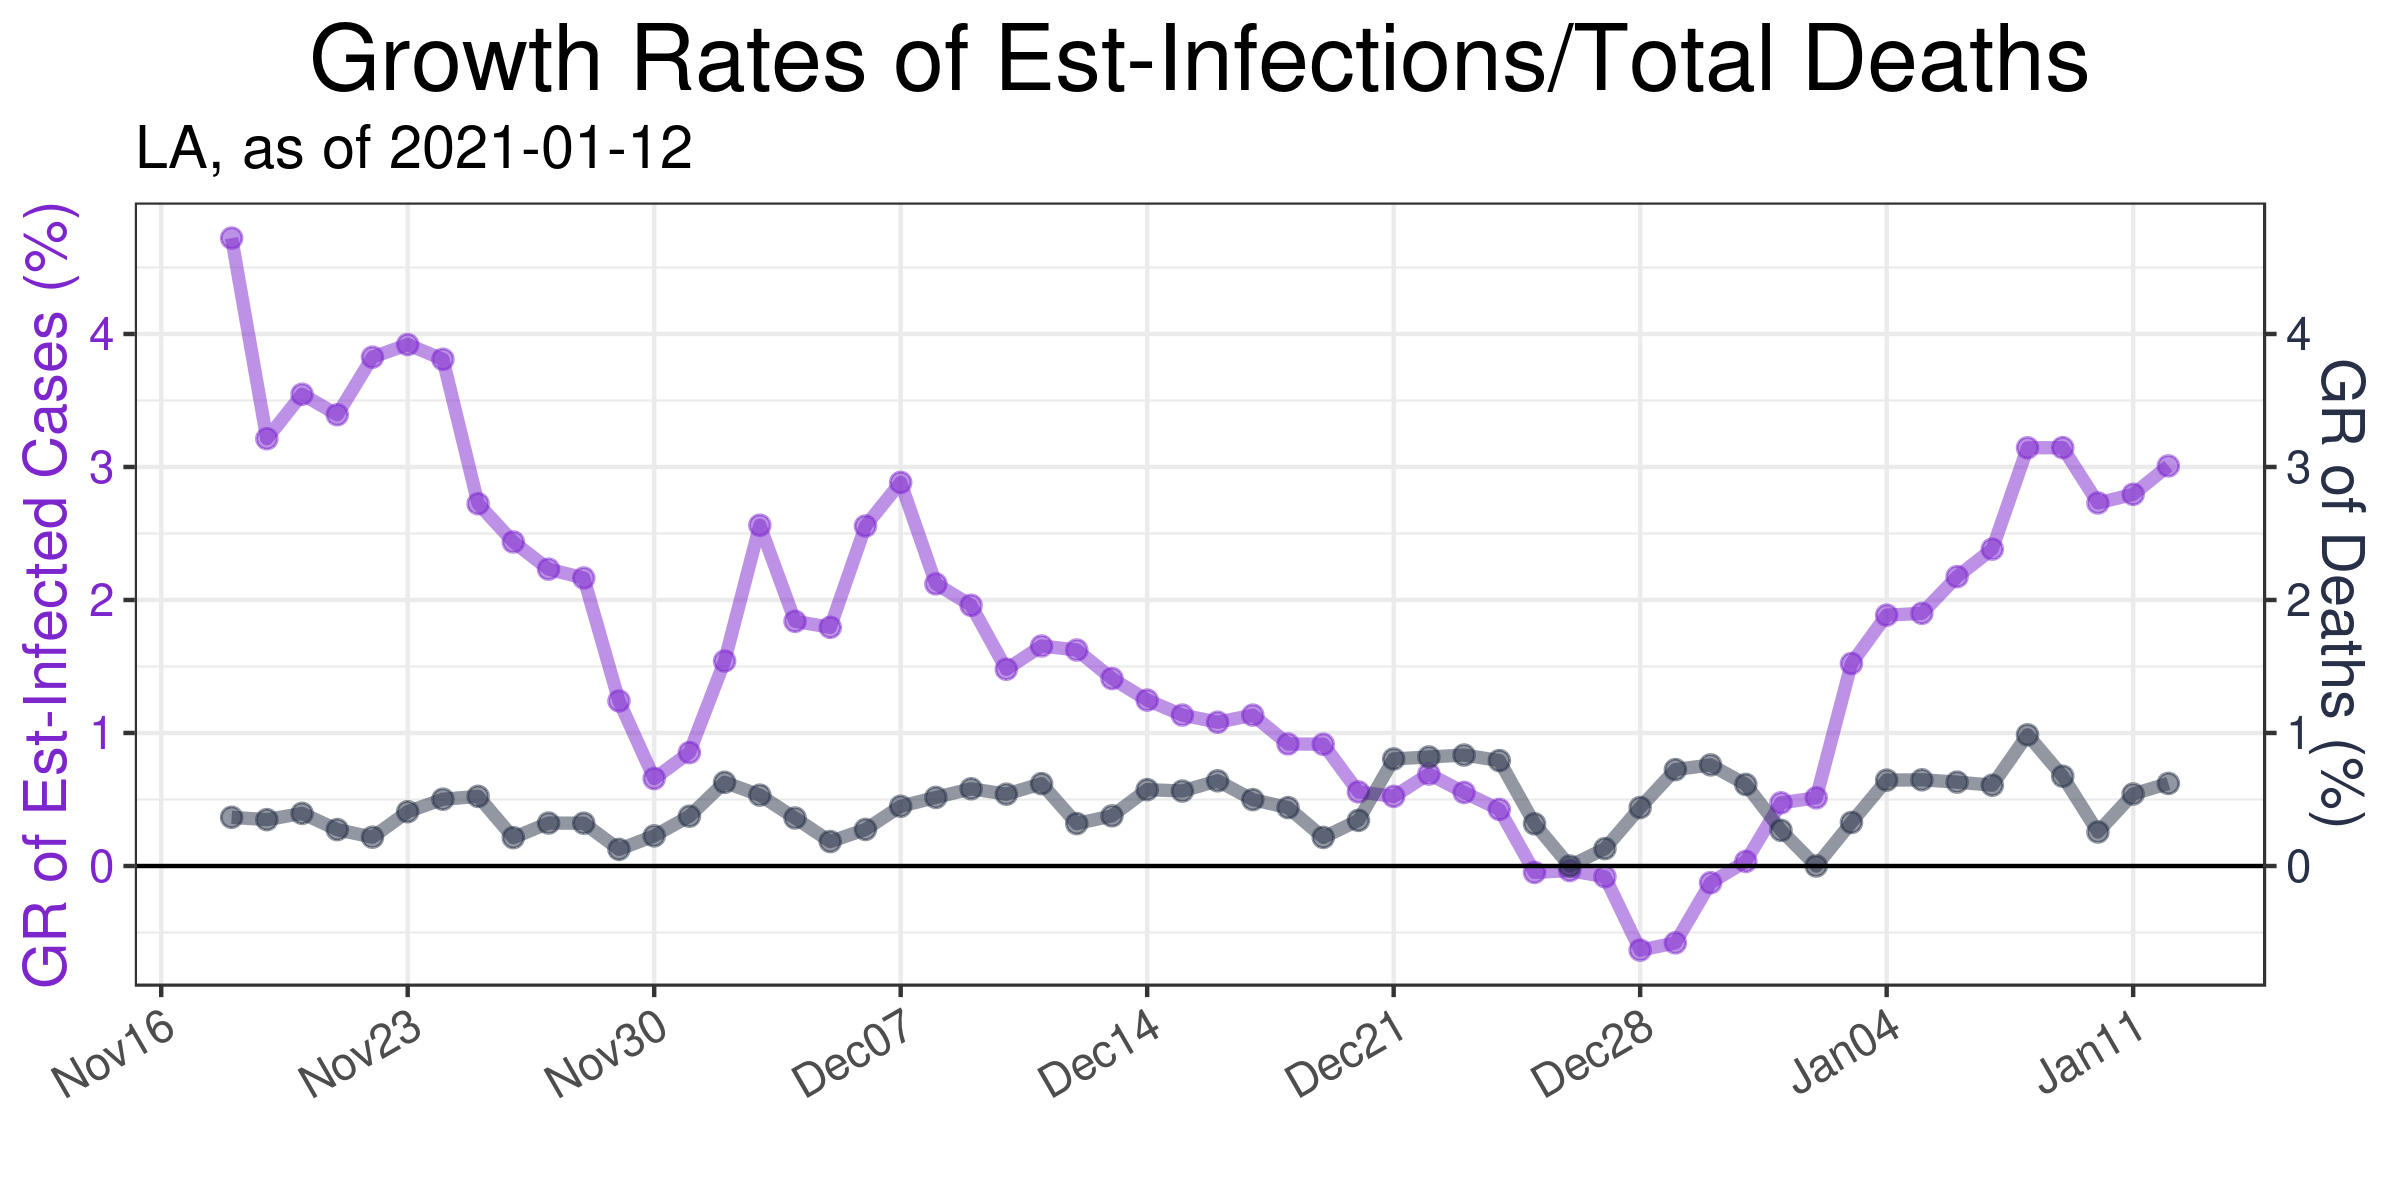 Growth Rates of Est-Infections/Total Deaths
LA, as of 2021-01-12
GR of Est-Infected Cases (%)
4
3
2
1
0
4
3
2
1
0
GR of Deaths (%)
Nov16
Nov23
Nov30
Dec07
Dec14
Dec21
Dec28
Jan04
Jan11